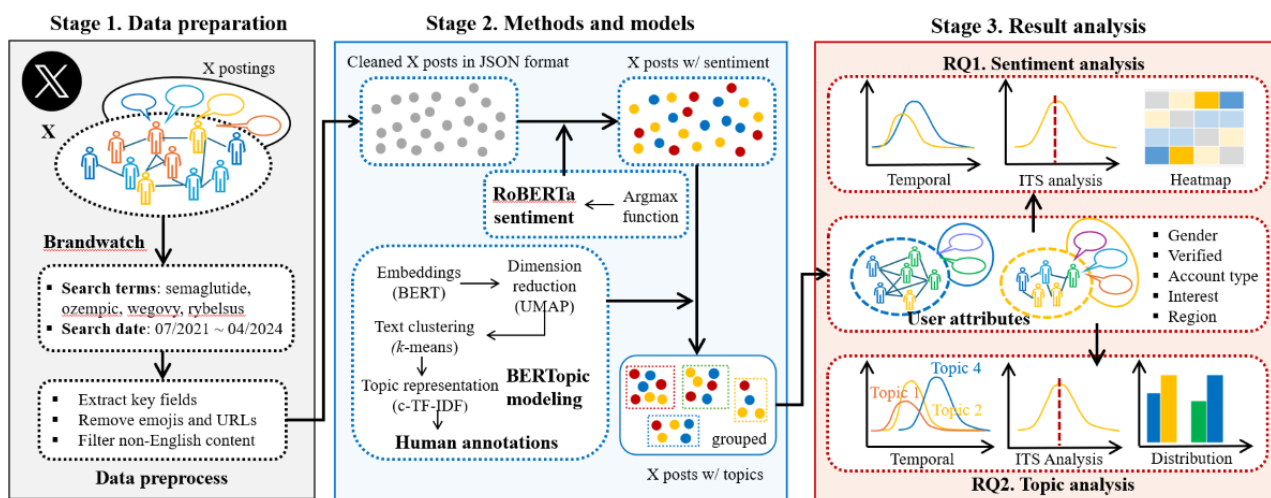 Stage 1. Data preparation
X postings
X
Brandwatch
Search terms: semaglutide,
ozempic, wegovy, rybelsus
Search date: 07/2021 ~ 04/2024
Extract key fields
Remove emojis and URLs
Filter non-English content
Data preprocess
Stage 2. Methods and models
Cleaned X posts in JSON format
X posts w/ sentiment
RoBERTa
sentiment
Argmax
function
Embeddings
(BERT)
Dimension
reduction
(UMAP)
Text clustering
(k-means)
Topic representation
(c-TF-IDF)
BERTopic
modeling
Human annotations
grouped
X posts w/ topics
Stage 3. Result analysis
RQ1. Sentiment analysis
Temporal
ITS analysis
Heatmap
User attributes
Gender
Verified
Account type
Interest
Region
Topic 1
Topic 4
Topic 2
Temporal
ITS Analysis
Distribution
RQ2. Topic analysis